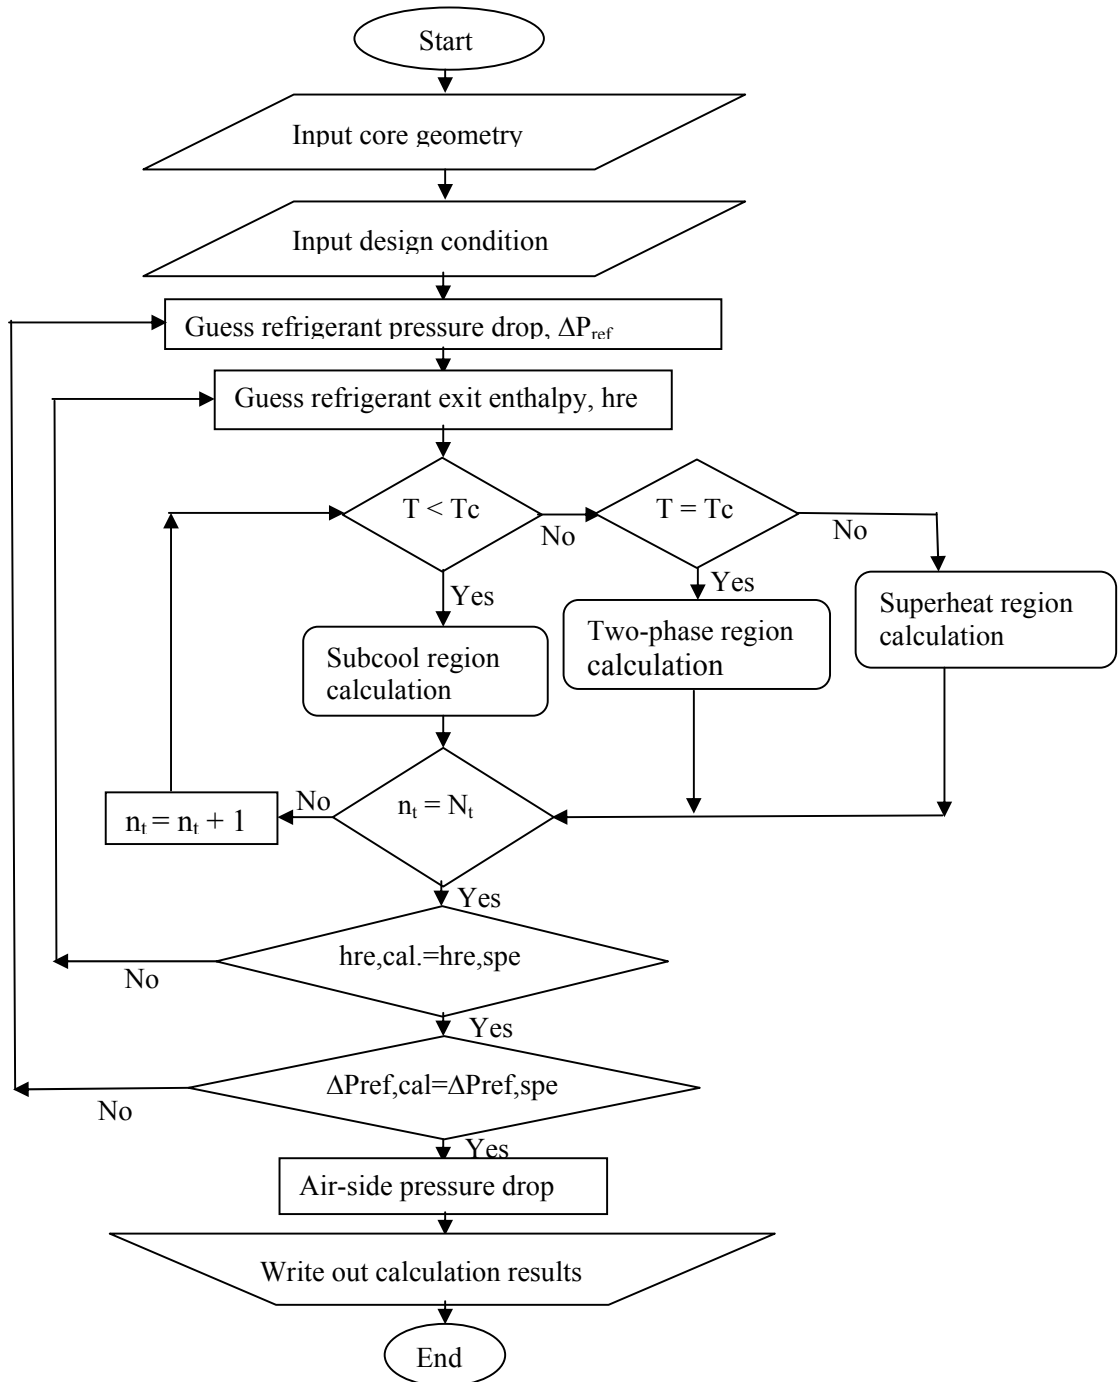 Start
Input core geometry
Input design condition
Guess refrigerant pressure drop, ΔPref
Guess refrigerant exit enthalpy, hre
T < Tc
No
T = Tc
No
Yes
Yes
Subcool region
calculation
Two-phase region
calculation
Superheat region
calculation
nt = nt + 1
No
nt = Nt
Yes
hre,cal.=hre,spe
No
Yes
ΔPref,cal=ΔPref,spe
No
Yes
Air-side pressure drop
Write out calculation results
End